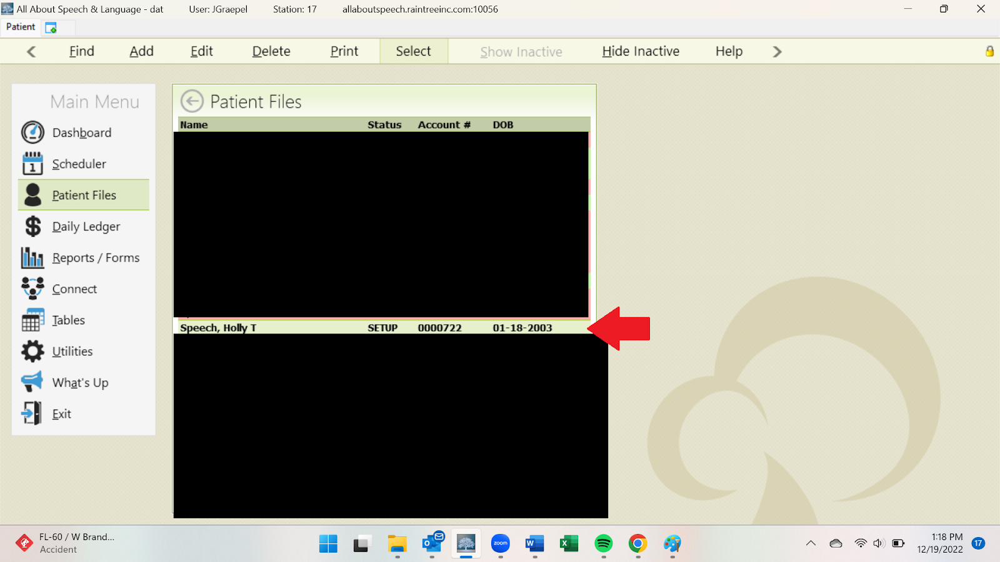 All About Speech & Language - dat User: JGraepel Station: 17 allaboutspeech.raintreeinc.com:10056
Patient
Find Add Edit Delete Print Select Show Inactive Hide Inactive Help
Main Menu
Dashboard
Scheduler
Patient Files
Daily Ledger
Reports / Forms
Connect
Tables
Utilities
What's Up
Exit
Patient Files
Name Status Account # DOB
Speech, Holly T SETUP 0000722 01-18-2003
FL-60 / W Brand...
Accident
zoom
1:18 PM
12/19/2022
17